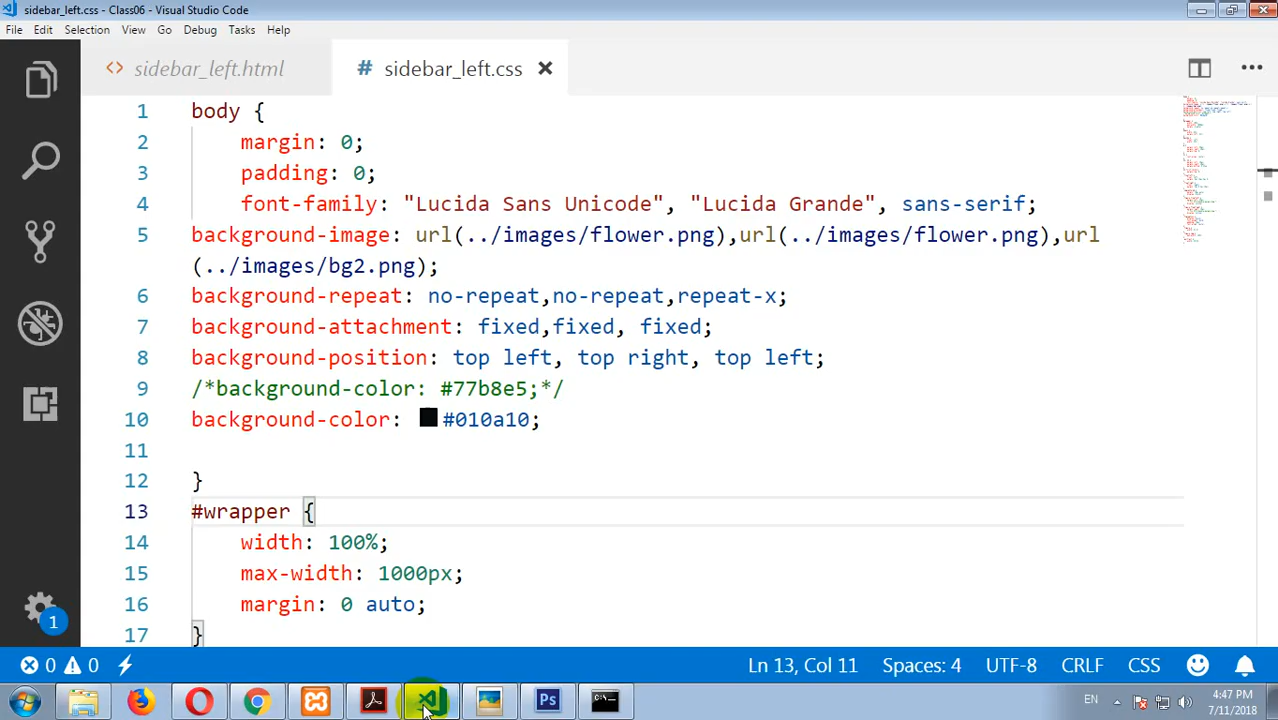 sidebar_left.css - Class06 - Visual Studio Code
File Edit Selection View Go Debug Tasks Help
<> sidebar_left.html # sidebar_left.css
1 body {
2 margin: 0;
3 padding: 0;
4 font-family: "Lucida Sans Unicode", "Lucida Grande", sans-serif;
5 background-image: url(../images/flower.png),url(../images/flower.png),url
(../images/bg2.png);
6 background-repeat: no-repeat,no-repeat,repeat-x;
7 background-attachment: fixed,fixed, fixed;
8 background-position: top left, top right, top left;
9 /*background-color: #77b8e5;*/
10 background-color: #010a10;
11
12 }
13 #wrapper {
14 width: 100%;
15 max-width: 1000px;
16 margin: 0 auto;
17 }
1
0 0 Ln 13, Col 11 Spaces: 4 UTF-8 CRLF CSS
Ps C:\_ EN 4:47 PM
7/11/2018